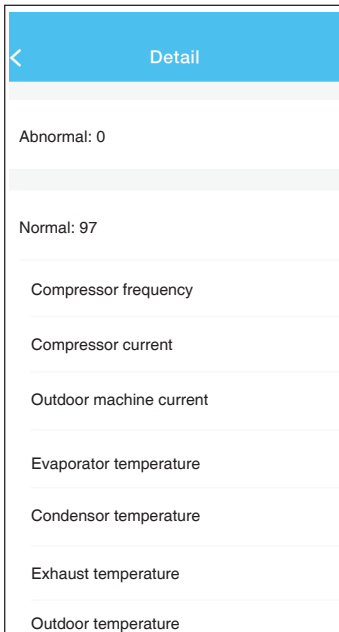 Detail
Abnormal: 0
Normal: 97
Compressor frequency
Compressor current
Outdoor machine current
Evaporator temperature
Condensor temperature
Exhaust temperature
Outdoor temperature